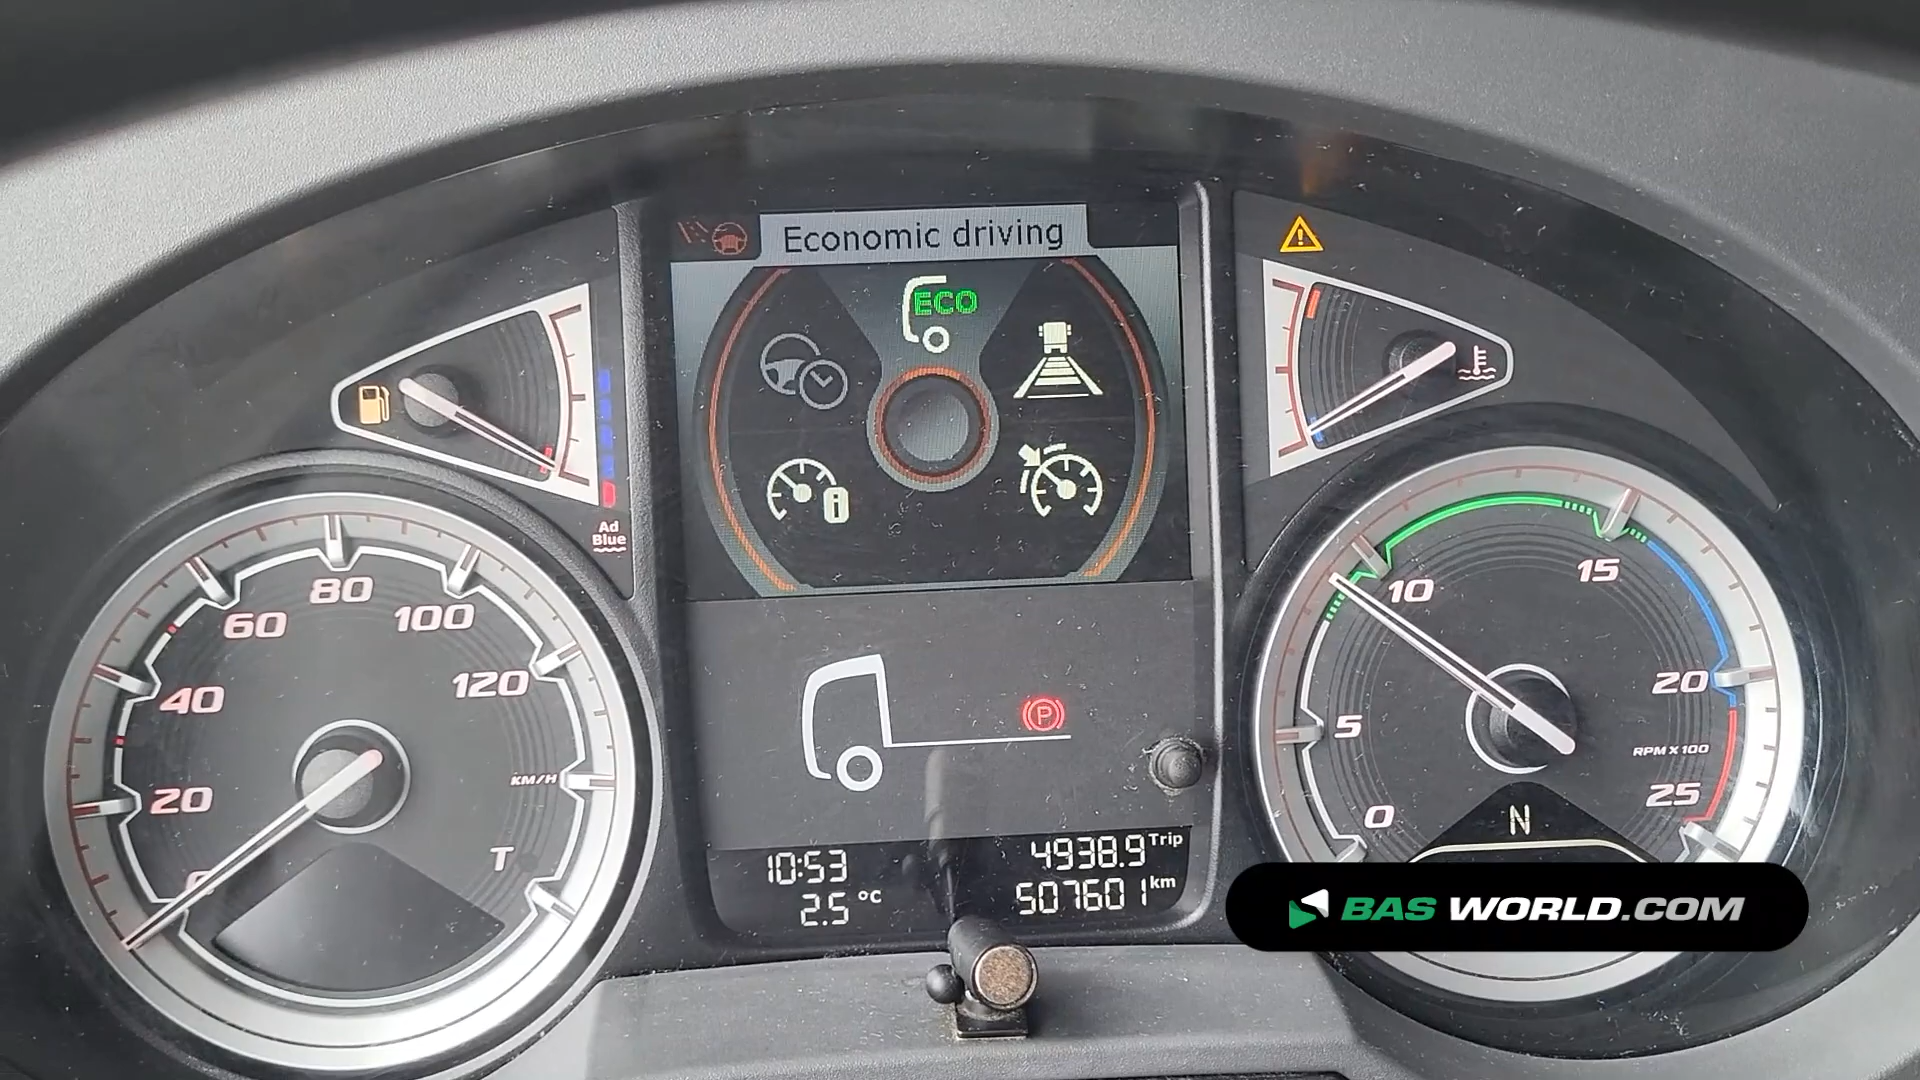 Economic driving
ECO
Ad
Blue
0
20
40
60
80
100
120
KM/H
T
P
10:53
2.5 °C
4938.9 Trip
507601 km
0
5
10
15
20
25
RPM X 100
N
BAS WORLD.COM